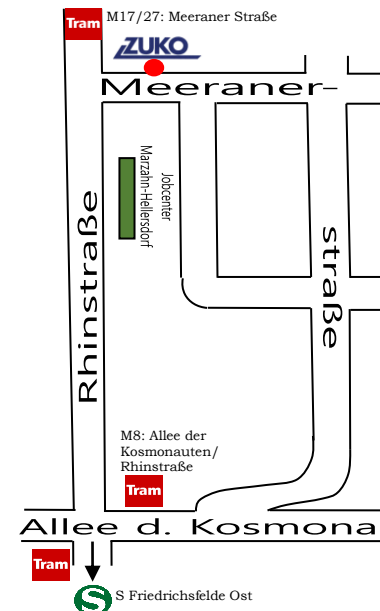 Tram
M17/27: Meeraner Straße
ZUKO
Meeraner-
Jobcenter
Marzahn-Hellersdorf
Rhinstraße
straße
M8: Allee der
Kosmonauten/
Rhinstraße
Tram
Allee d. Kosmona
Tram
S
S Friedrichsfelde Ost